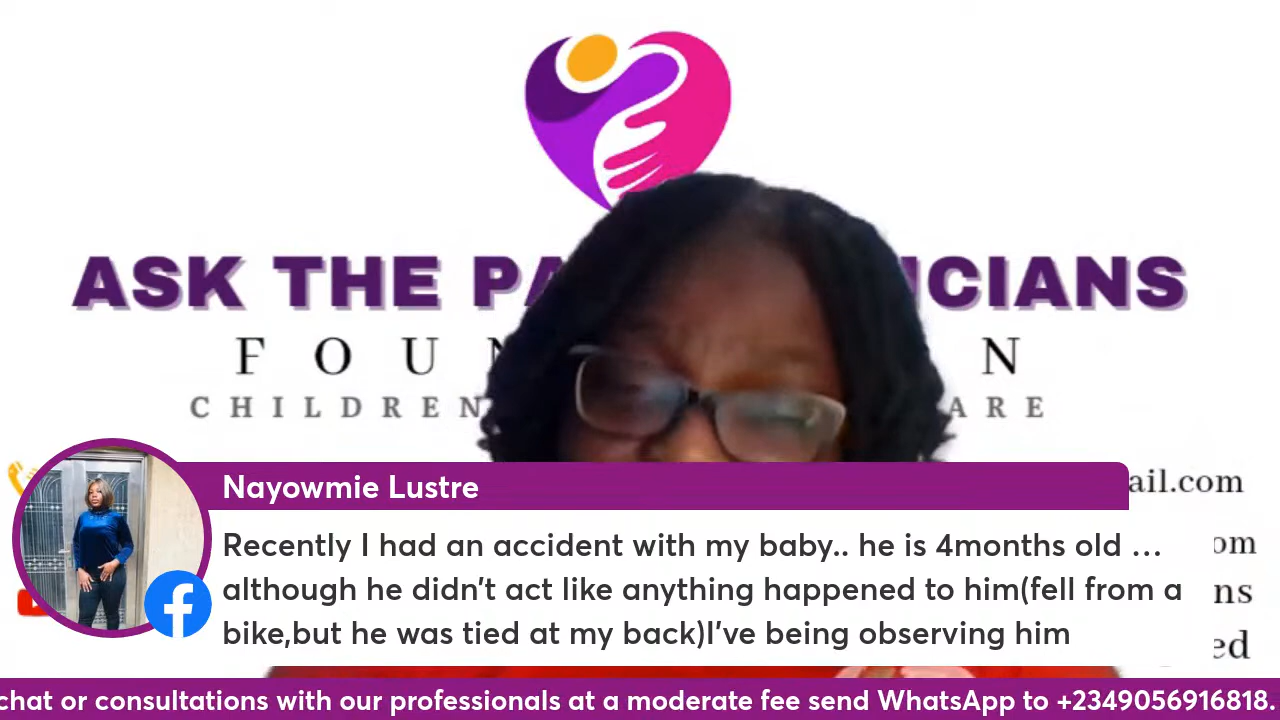 ASK THE PA ICIANS
FOUN N
CHILDREN ARE
ail.com
om
ns
ed
Nayowmie Lustre
Recently I had an accident with my baby.. he is 4months old ...
although he didn't act like anything happened to him(fell from a
bike,but he was tied at my back)I've being observing him
chat or consultations with our professionals at a moderate fee send WhatsApp to +2349056916818.